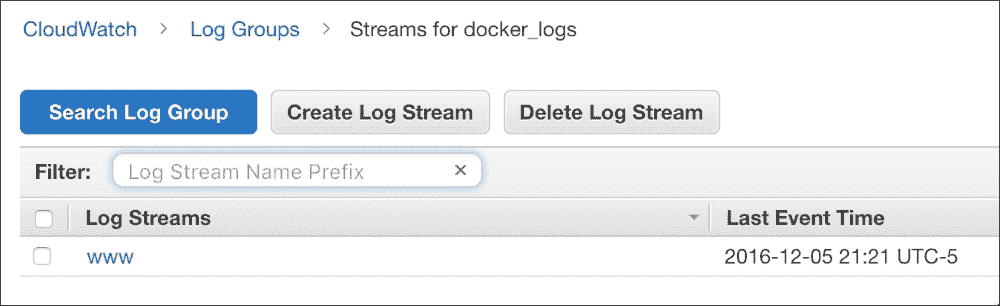 CloudWatch > Log Groups > Streams for docker_logs
Search Log Group Create Log Stream Delete Log Stream
Filter: Log Stream Name Prefix ×
Log Streams Last Event Time
www 2016-12-05 21:21 UTC-5